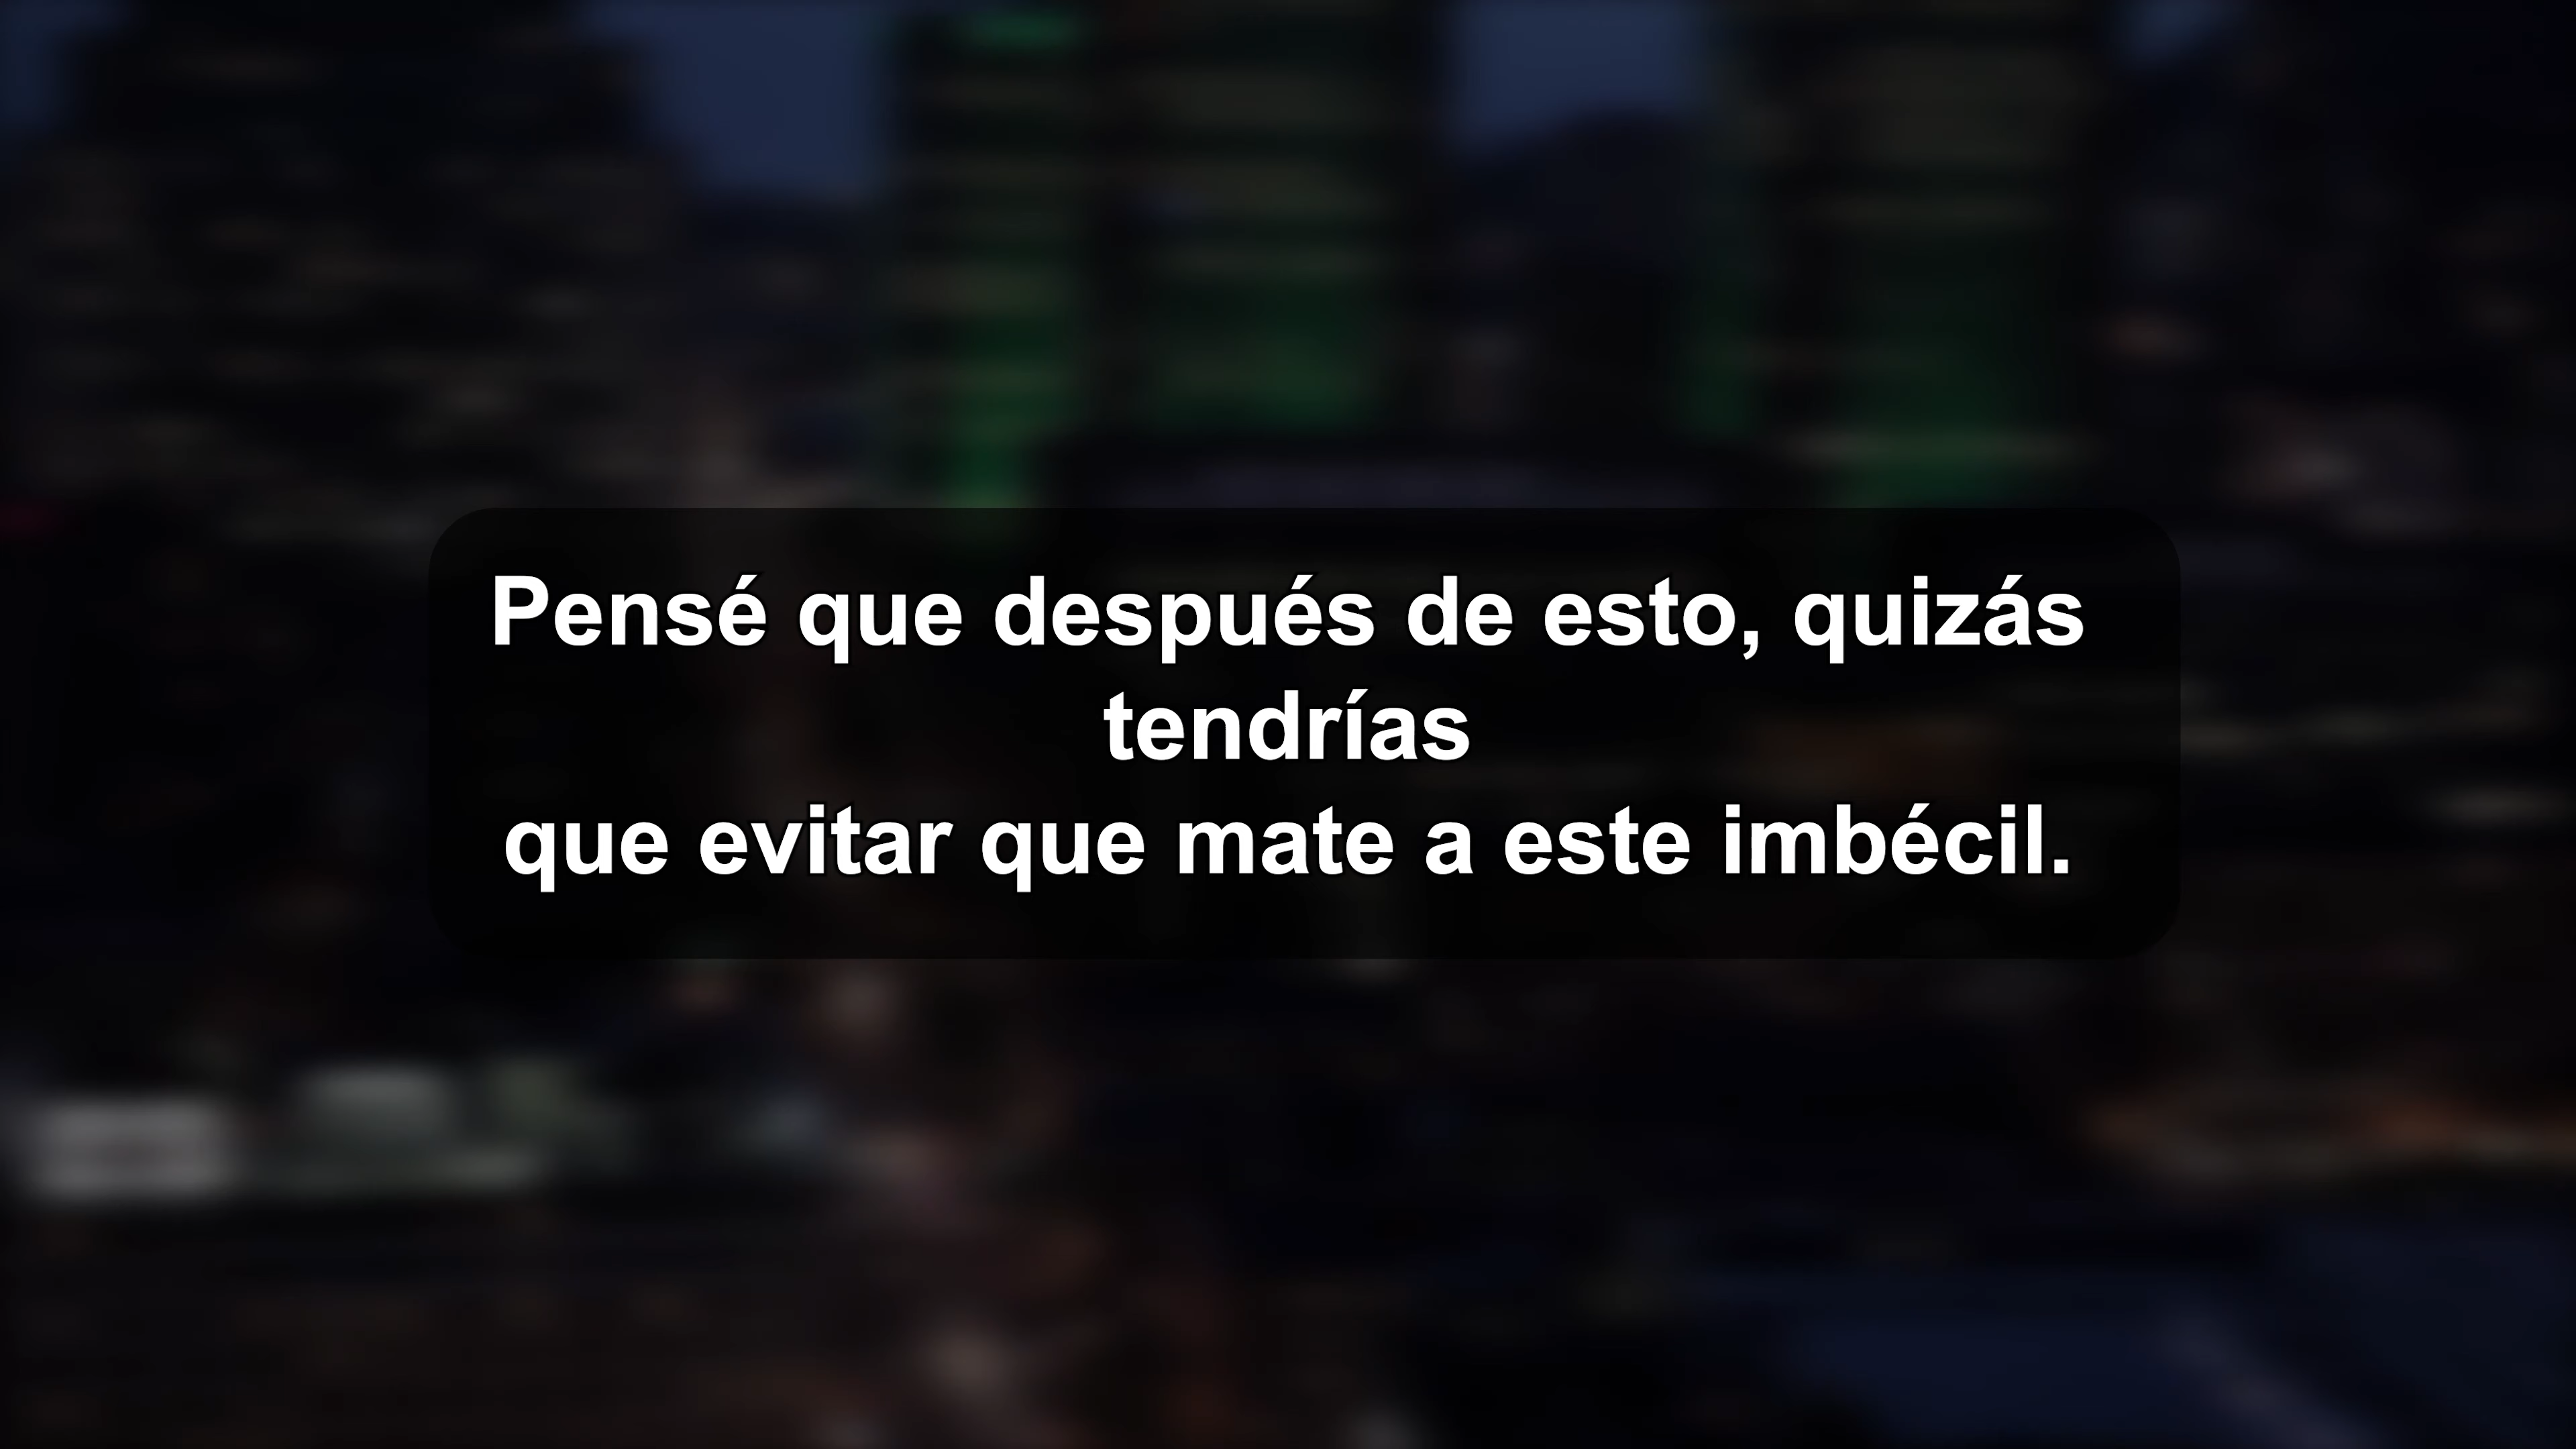 Pensé que después de esto, quizás
tendrías
que evitar que mate a este imbécil.